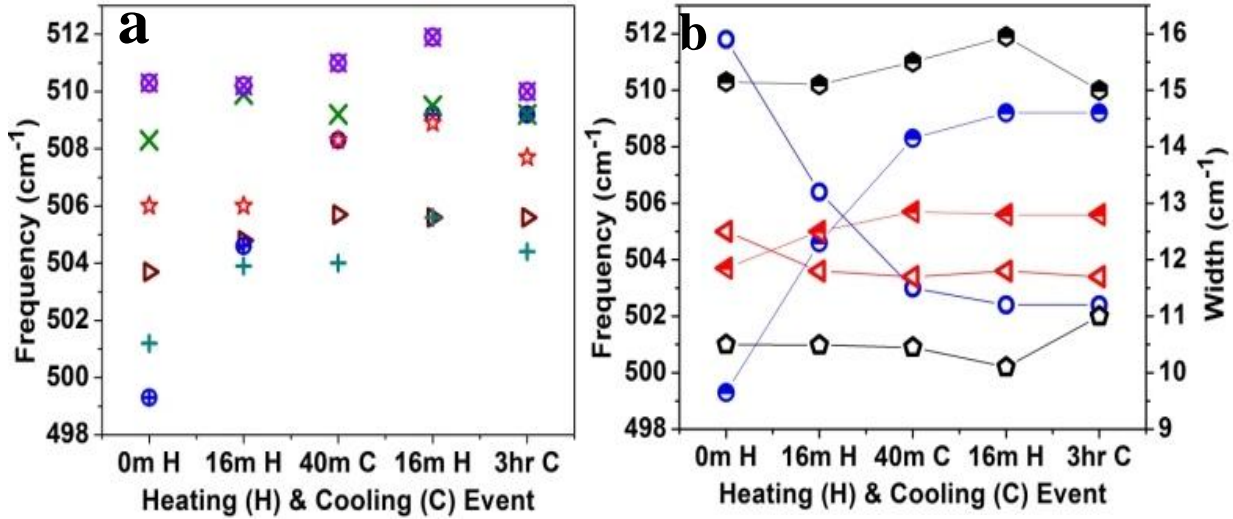 a
512
510
508
506
504
502
500
498
Frequency (cm⁻¹)
0m H 16m H 40m C 16m H 3hr C
Heating (H) & Cooling (C) Event
b
512
510
508
506
504
502
500
498
Frequency (cm⁻¹)
16
15
14
13
12
11
10
9
Width (cm⁻¹)
0m H 16m H 40m C 16m H 3hr C
Heating (H) & Cooling (C) Event